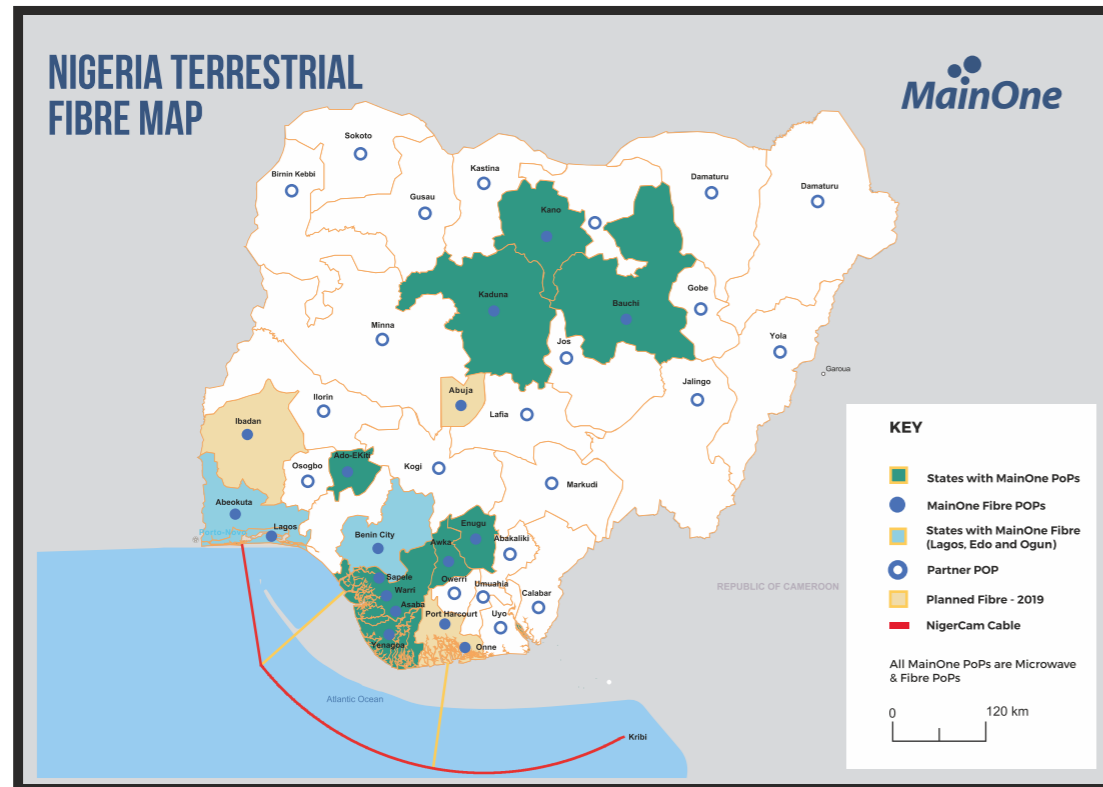 NIGERIA TERRESTRIAL
FIBRE MAP
MainOne
Sokoto
Birnin Kebbi
Gusau
Kastina
Kano
Damaturu
Damaturu
Kaduna
Bauchi
Gobe
Minna
Jos
Yola
Garoua
Jalingo
Abuja
Lafia
Ilorin
Ibadan
Osogbo
Ado-EKiti
Kogi
Markudi
Abeokuta
Lagos
Porto-Novo
Benin City
Enugu
Awka
Abakaliki
Sapele
Warri
Asaba
Yenagoa
Owerri
Umuahia
Calabar
Port Harcourt
Uyo
Onne
REPUBLIC OF CAMEROON
Atlantic Ocean
Kribi
KEY
States with MainOne PoPs
MainOne Fibre POPs
States with MainOne Fibre
(Lagos, Edo and Ogun)
Partner POP
Planned Fibre - 2019
NigerCam Cable
All MainOne PoPs are Microwave
& Fibre PoPs
0 120 km